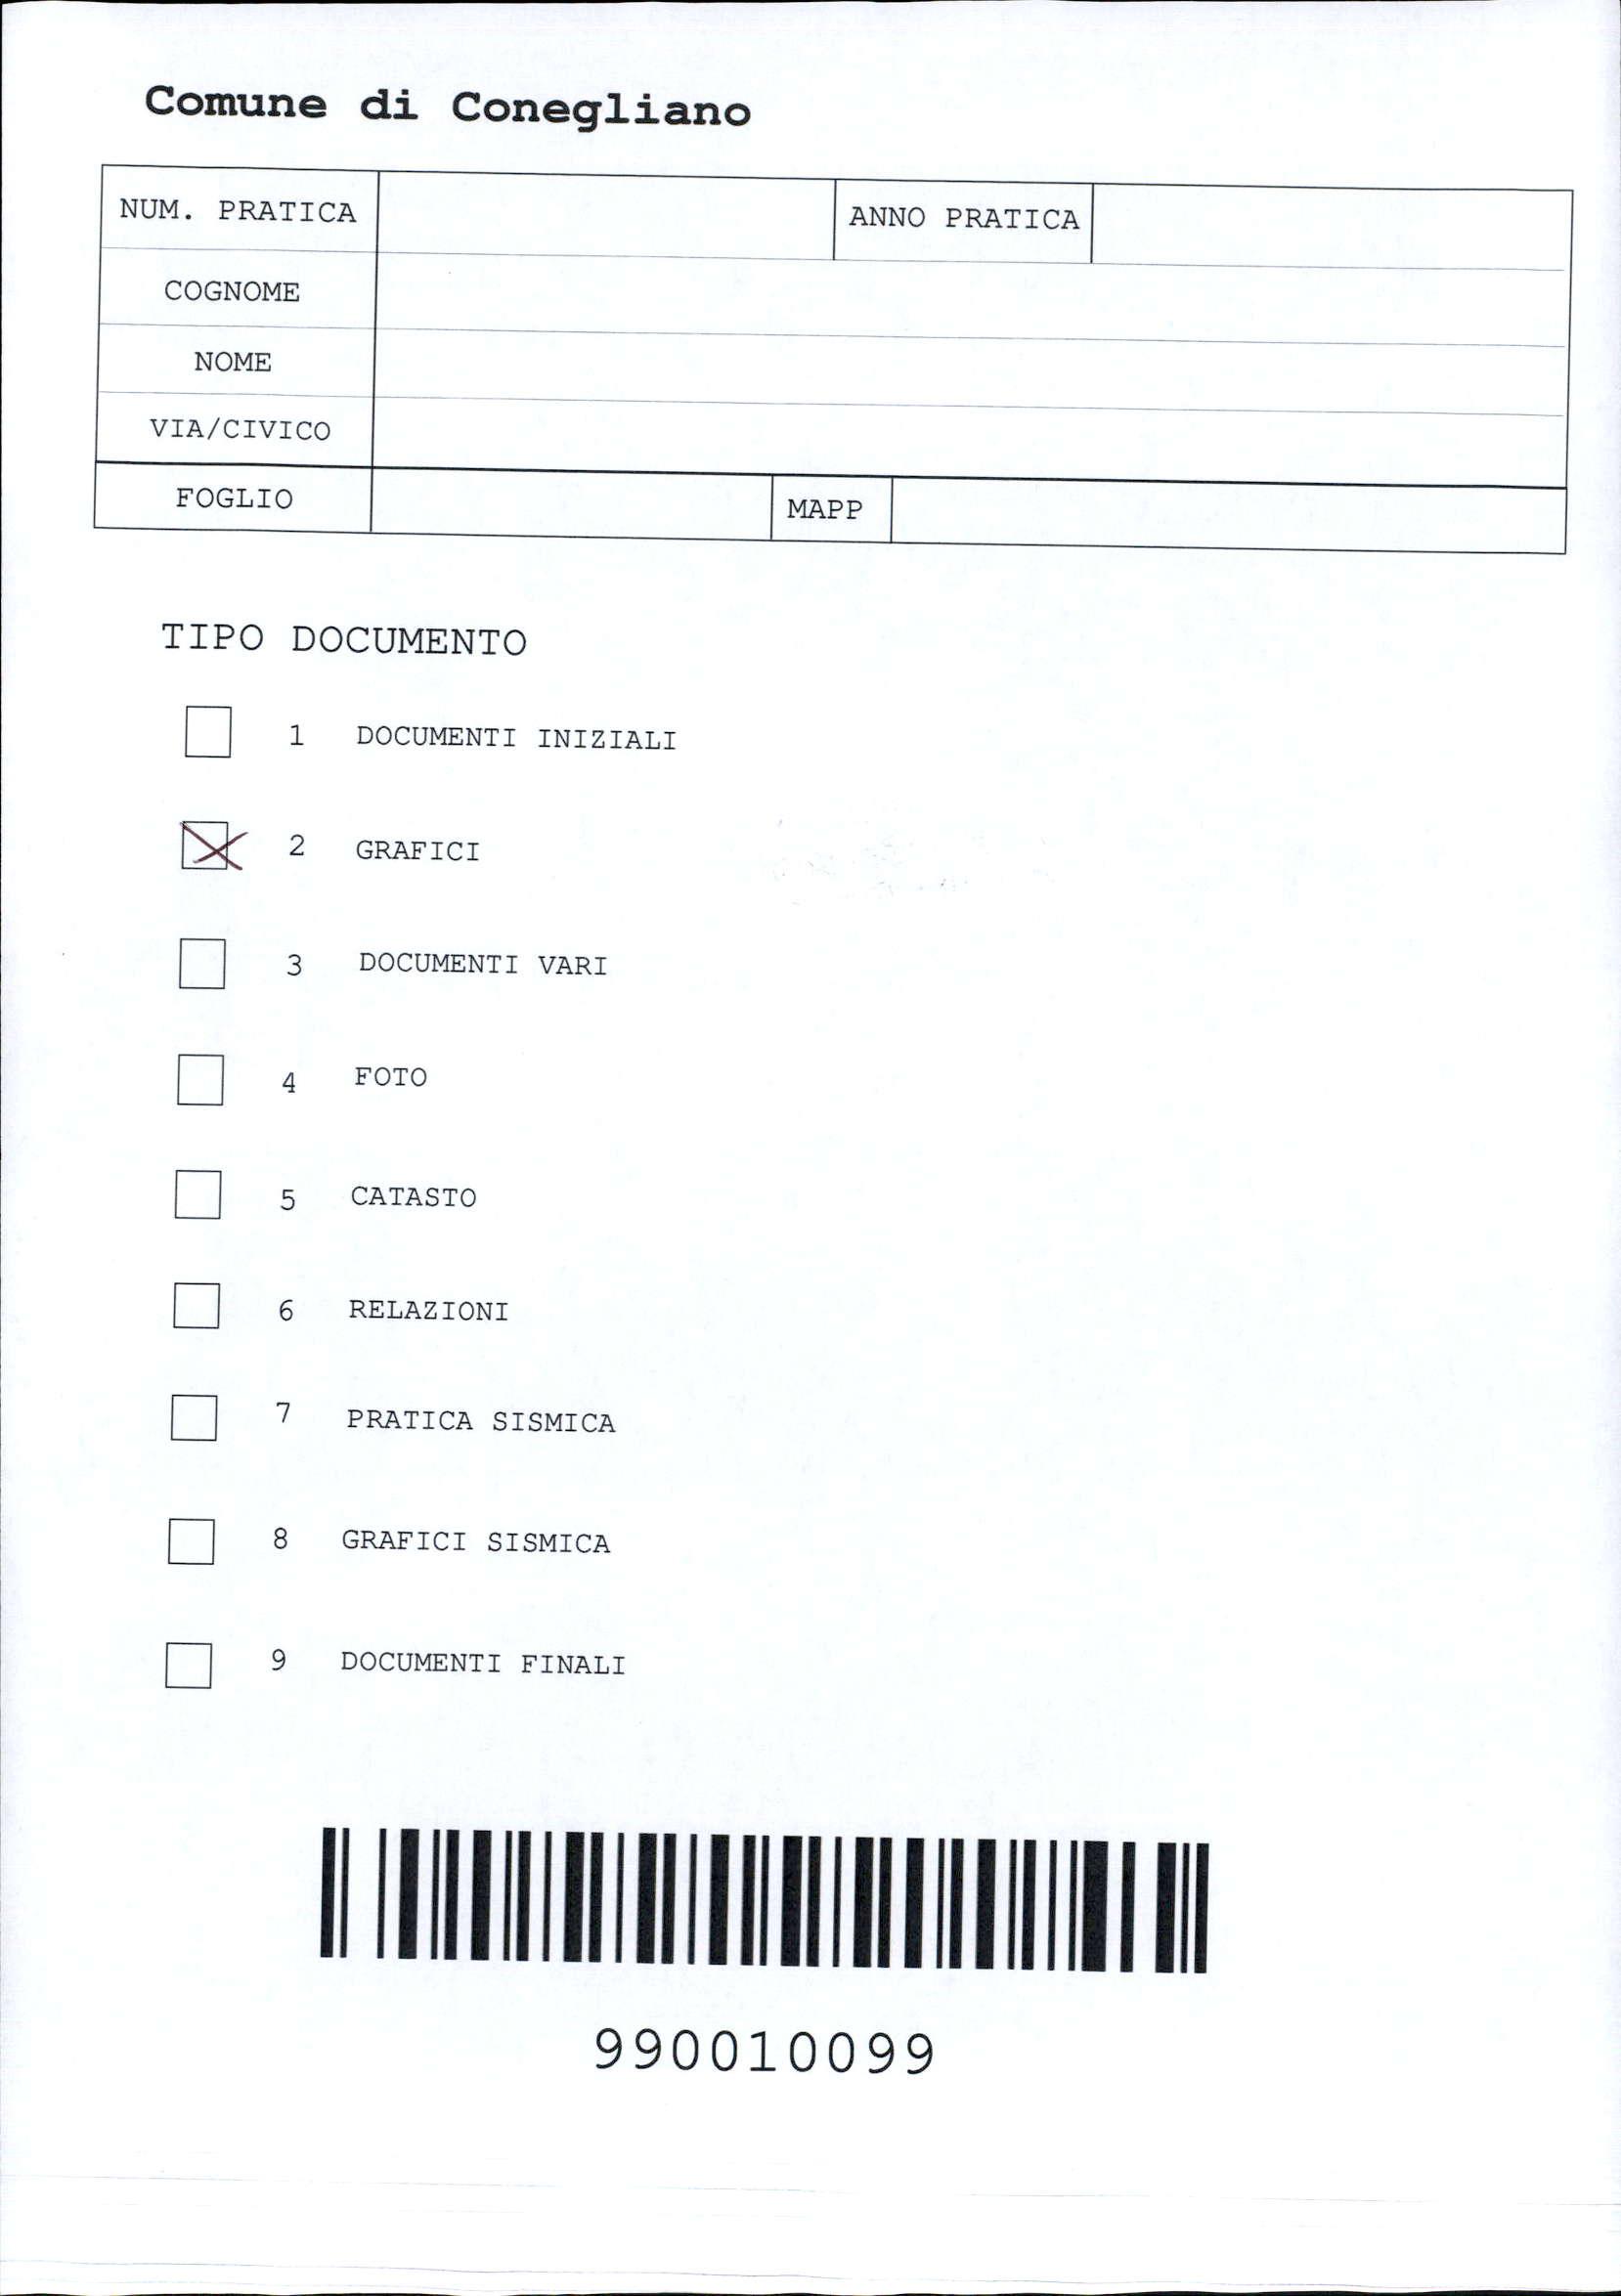 Comune di Conegliano
NUM. PRATICA ANNO PRATICA
COGNOME
NOME
VIA/CIVICO
FOGLIO MAPP
TIPO DOCUMENTO
1 DOCUMENTI INIZIALI
2 GRAFICI
3 DOCUMENTI VARI
4 FOTO
5 CATASTO
6 RELAZIONI
7 PRATICA SISMICA
8 GRAFICI SISMICA
9 DOCUMENTI FINALI
990010099